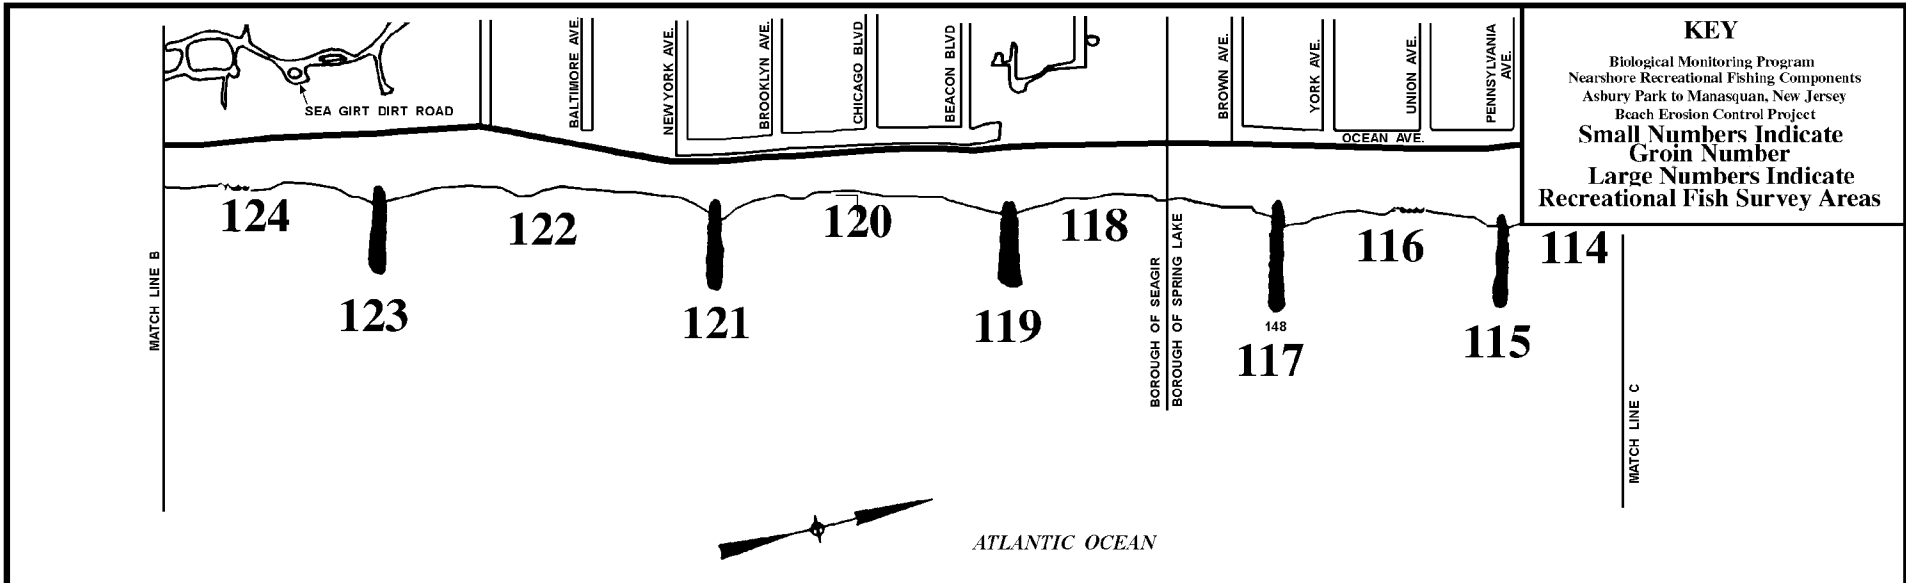 KEY
Biological Monitoring Program
Nearshore Recreational Fishing Components
Asbury Park to Manasquan, New Jersey
Beach Erosion Control Project
Small Numbers Indicate
Groin Number
Large Numbers Indicate
Recreational Fish Survey Areas
SEA GIRT DIRT ROAD
BALTIMORE AVE.
NEW YORK AVE.
BROOKLYN AVE.
CHICAGO BLVD
BEACON BLVD
BROWN AVE.
YORK AVE.
UNION AVE.
PENNSYLVANIA
AVE.
OCEAN AVE.
124
122
120
118
116
114
123
121
119
148
117
115
MATCH LINE B
BOROUGH OF SEAGIR
BOROUGH OF SPRING LAKE
MATCH LINE C
ATLANTIC OCEAN